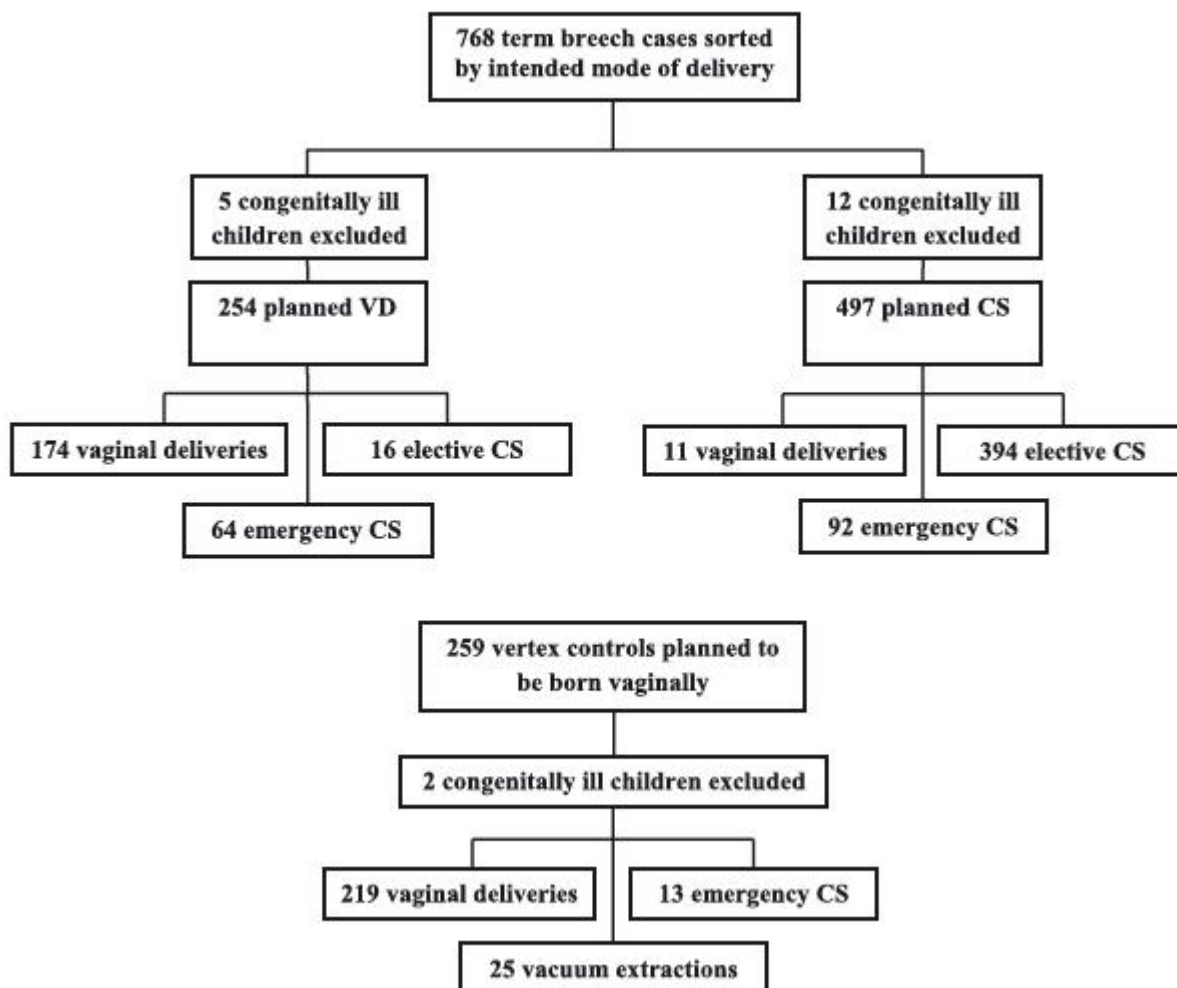 768 term breech cases sorted
by intended mode of delivery
5 congenitally ill
children excluded
12 congenitally ill
children excluded
254 planned VD
497 planned CS
174 vaginal deliveries
16 elective CS
11 vaginal deliveries
394 elective CS
64 emergency CS
92 emergency CS
259 vertex controls planned to
be born vaginally
2 congenitally ill children excluded
219 vaginal deliveries
13 emergency CS
25 vacuum extractions